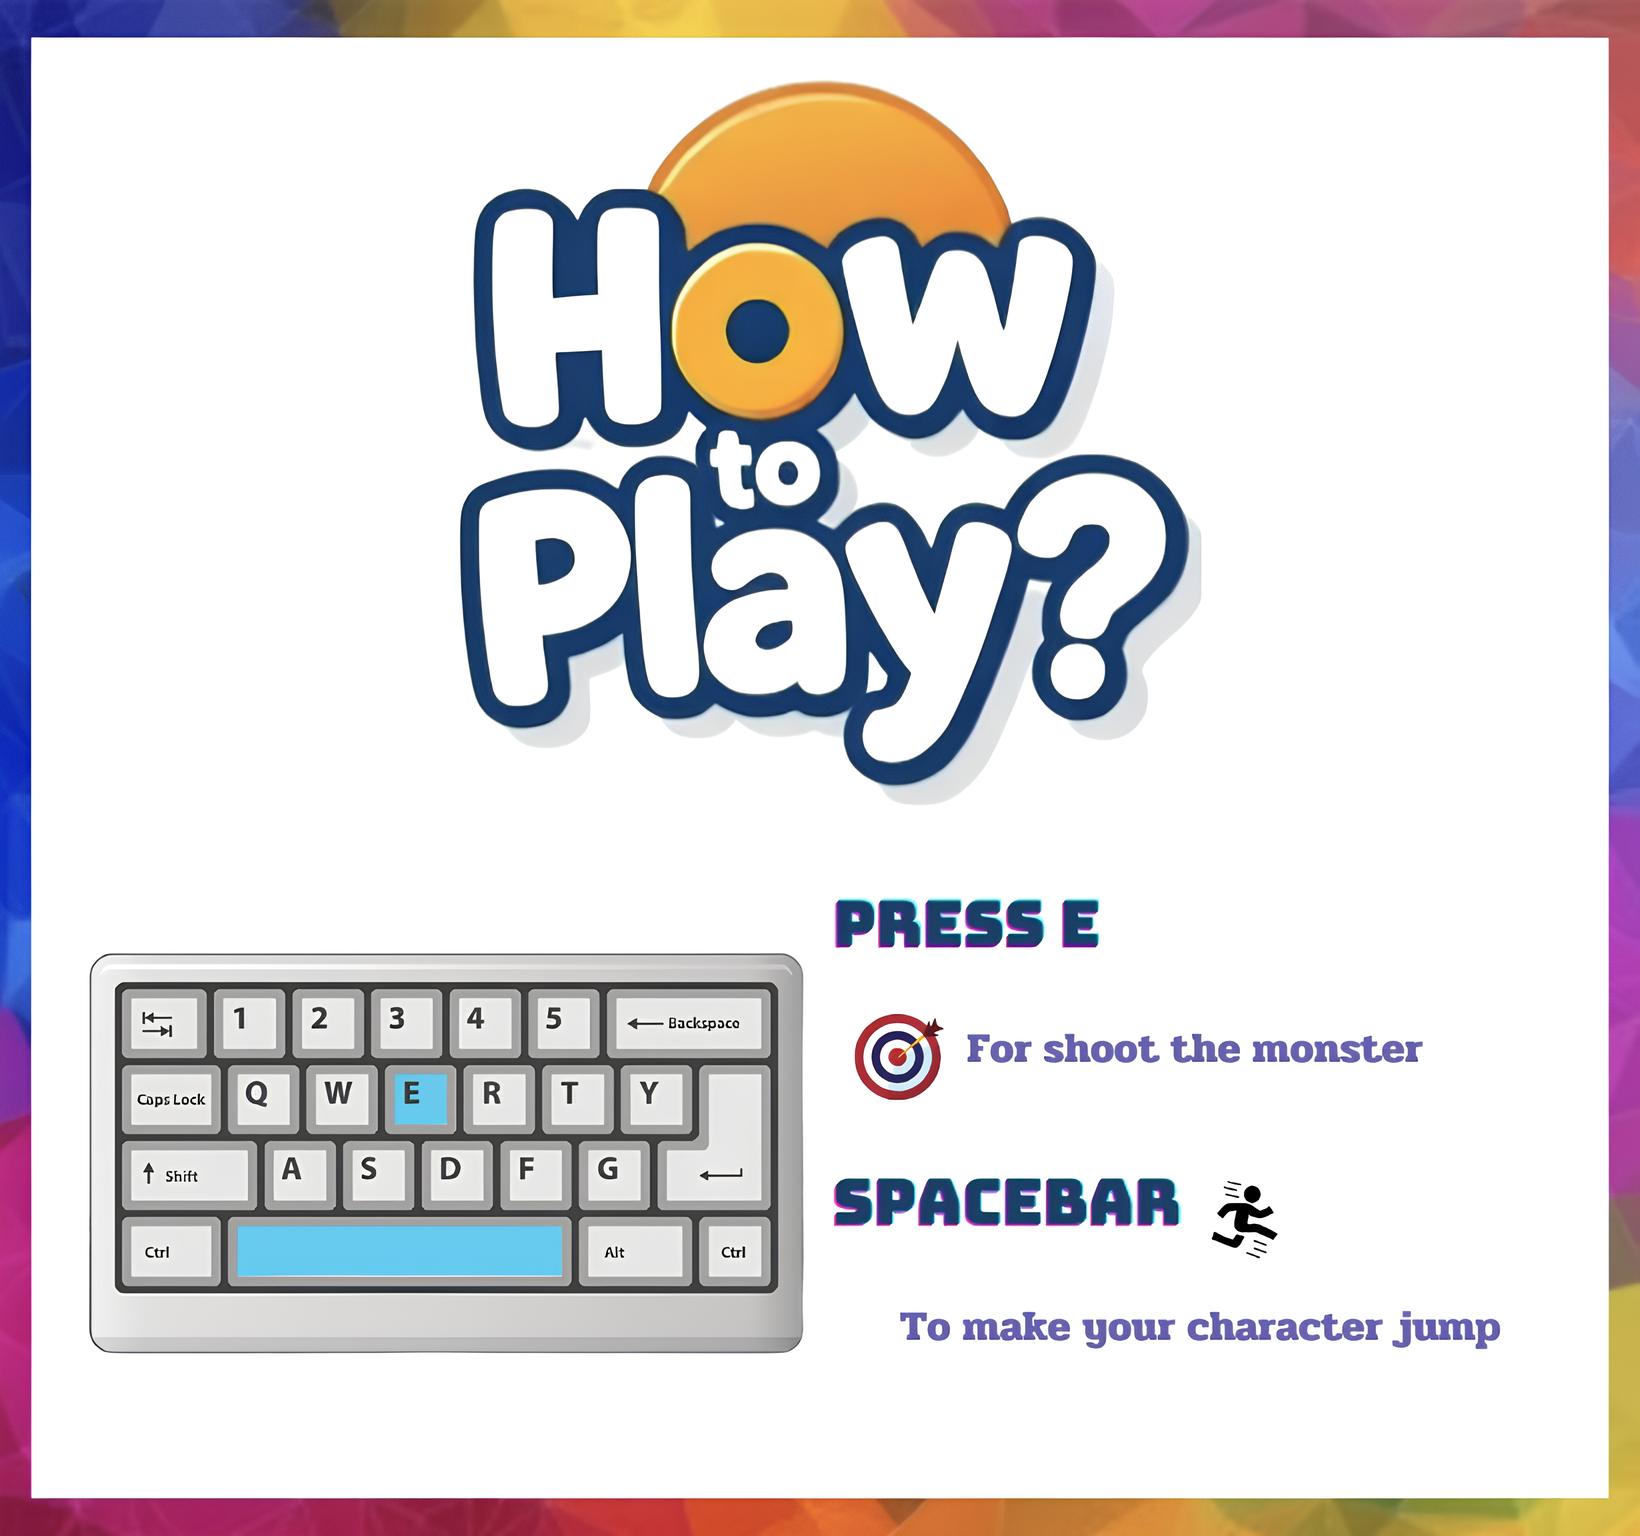 How
to
Play?
PRESS E
For shoot the monster
SPACEBAR
To make your character jump
1 2 3 4 5 Backspace
Caps Lock Q W E R T Y
Shift A S D F G
Ctrl Alt Ctrl